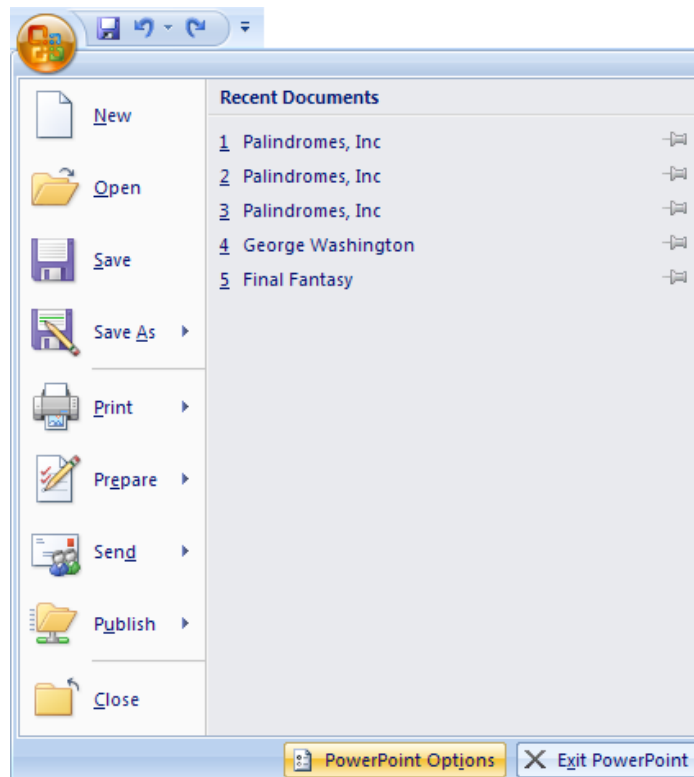 Recent Documents
New
1 Palindromes, Inc
2 Palindromes, Inc
Open
3 Palindromes, Inc
4 George Washington
Save
5 Final Fantasy
Save As
Print
Prepare
Send
Publish
Close
PowerPoint Options
Exit PowerPoint